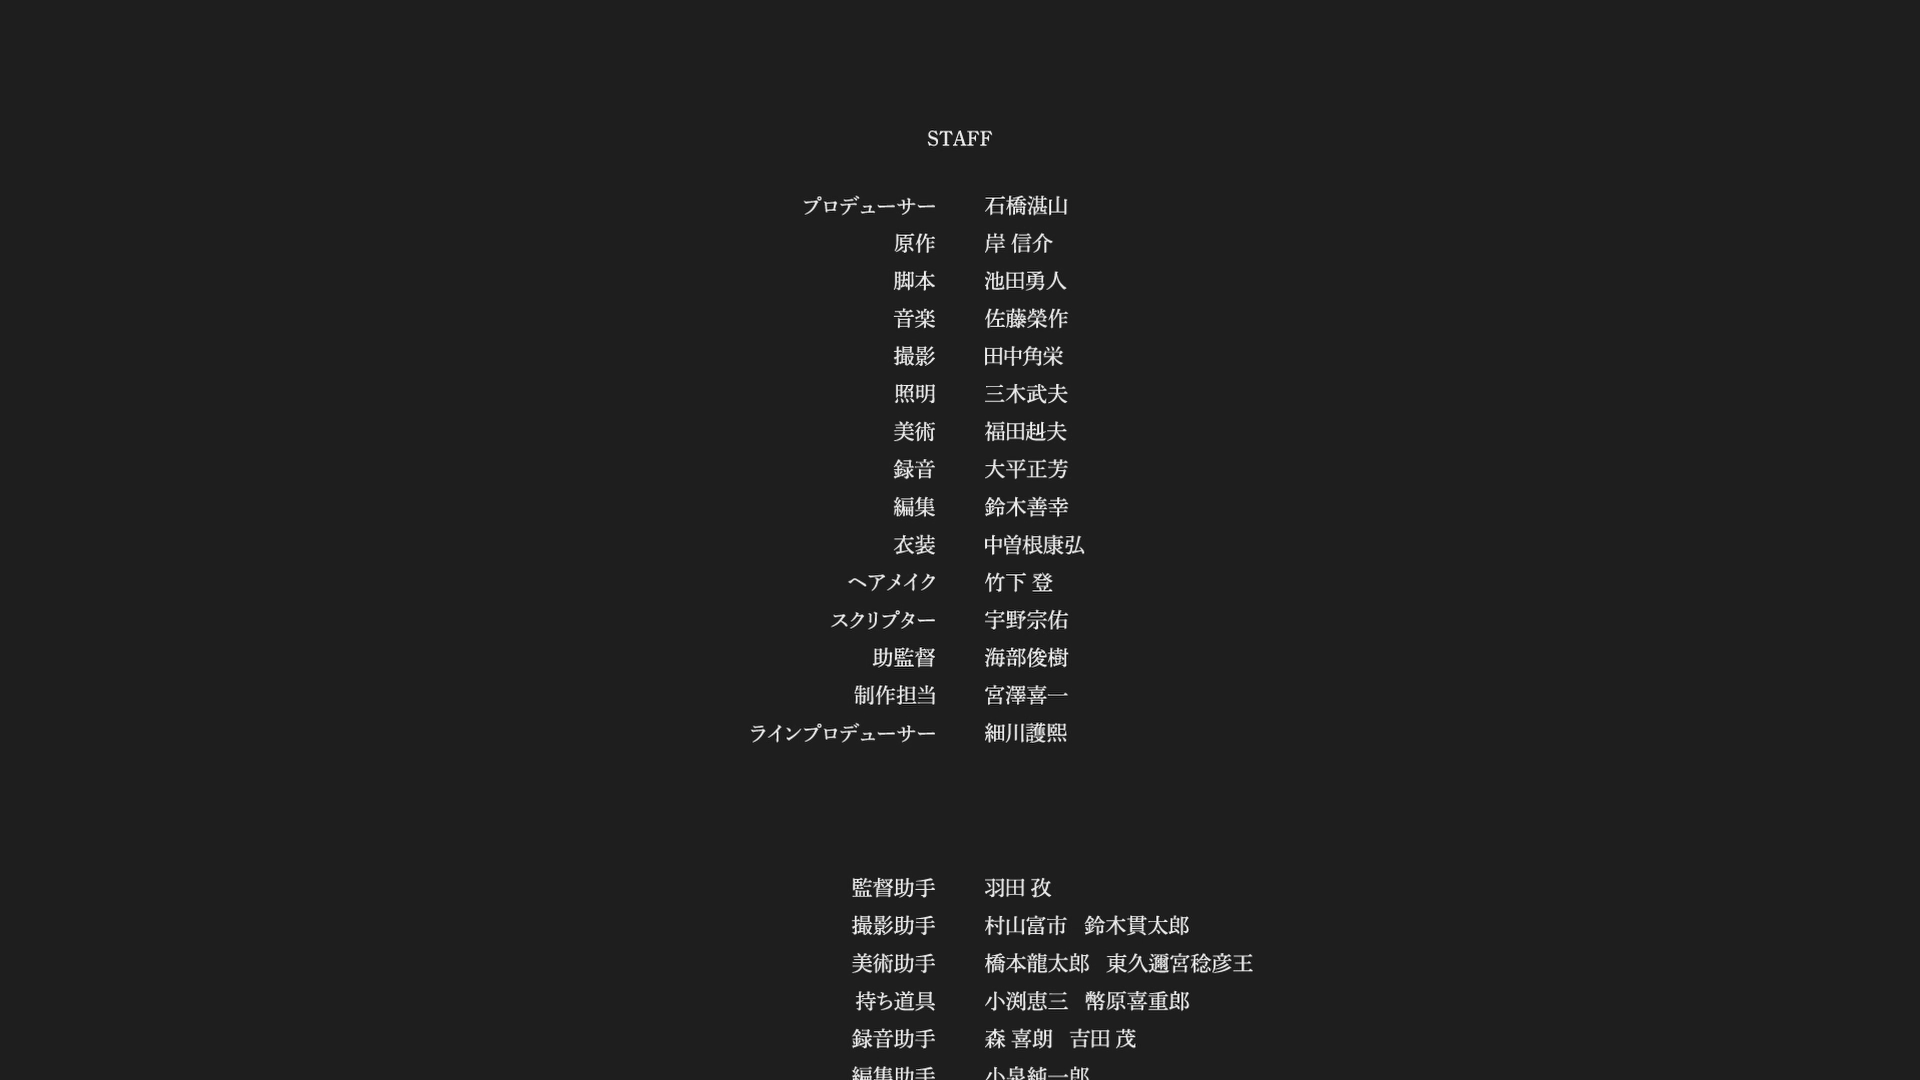 STAFF
プロデューサー 石橋湛山
原作 岸 信介
脚本 池田勇人
音楽 佐藤榮作
撮影 田中角栄
照明 三木武夫
美術 福田赳夫
録音 大平正芳
編集 鈴木善幸
衣装 中曽根康弘
ヘアメイク 竹下 登
スクリプター 宇野宗佑
助監督 海部俊樹
制作担当 宮澤喜一
ラインプロデューサー 細川護熙
監督助手 羽田 孜
撮影助手 村山富市 鈴木貫太郎
美術助手 橋本龍太郎 東久邇宮稔彦王
持ち道具 小渕恵三 幣原喜重郎
録音助手 森 喜朗 吉田 茂
編集助手 小泉純一郎